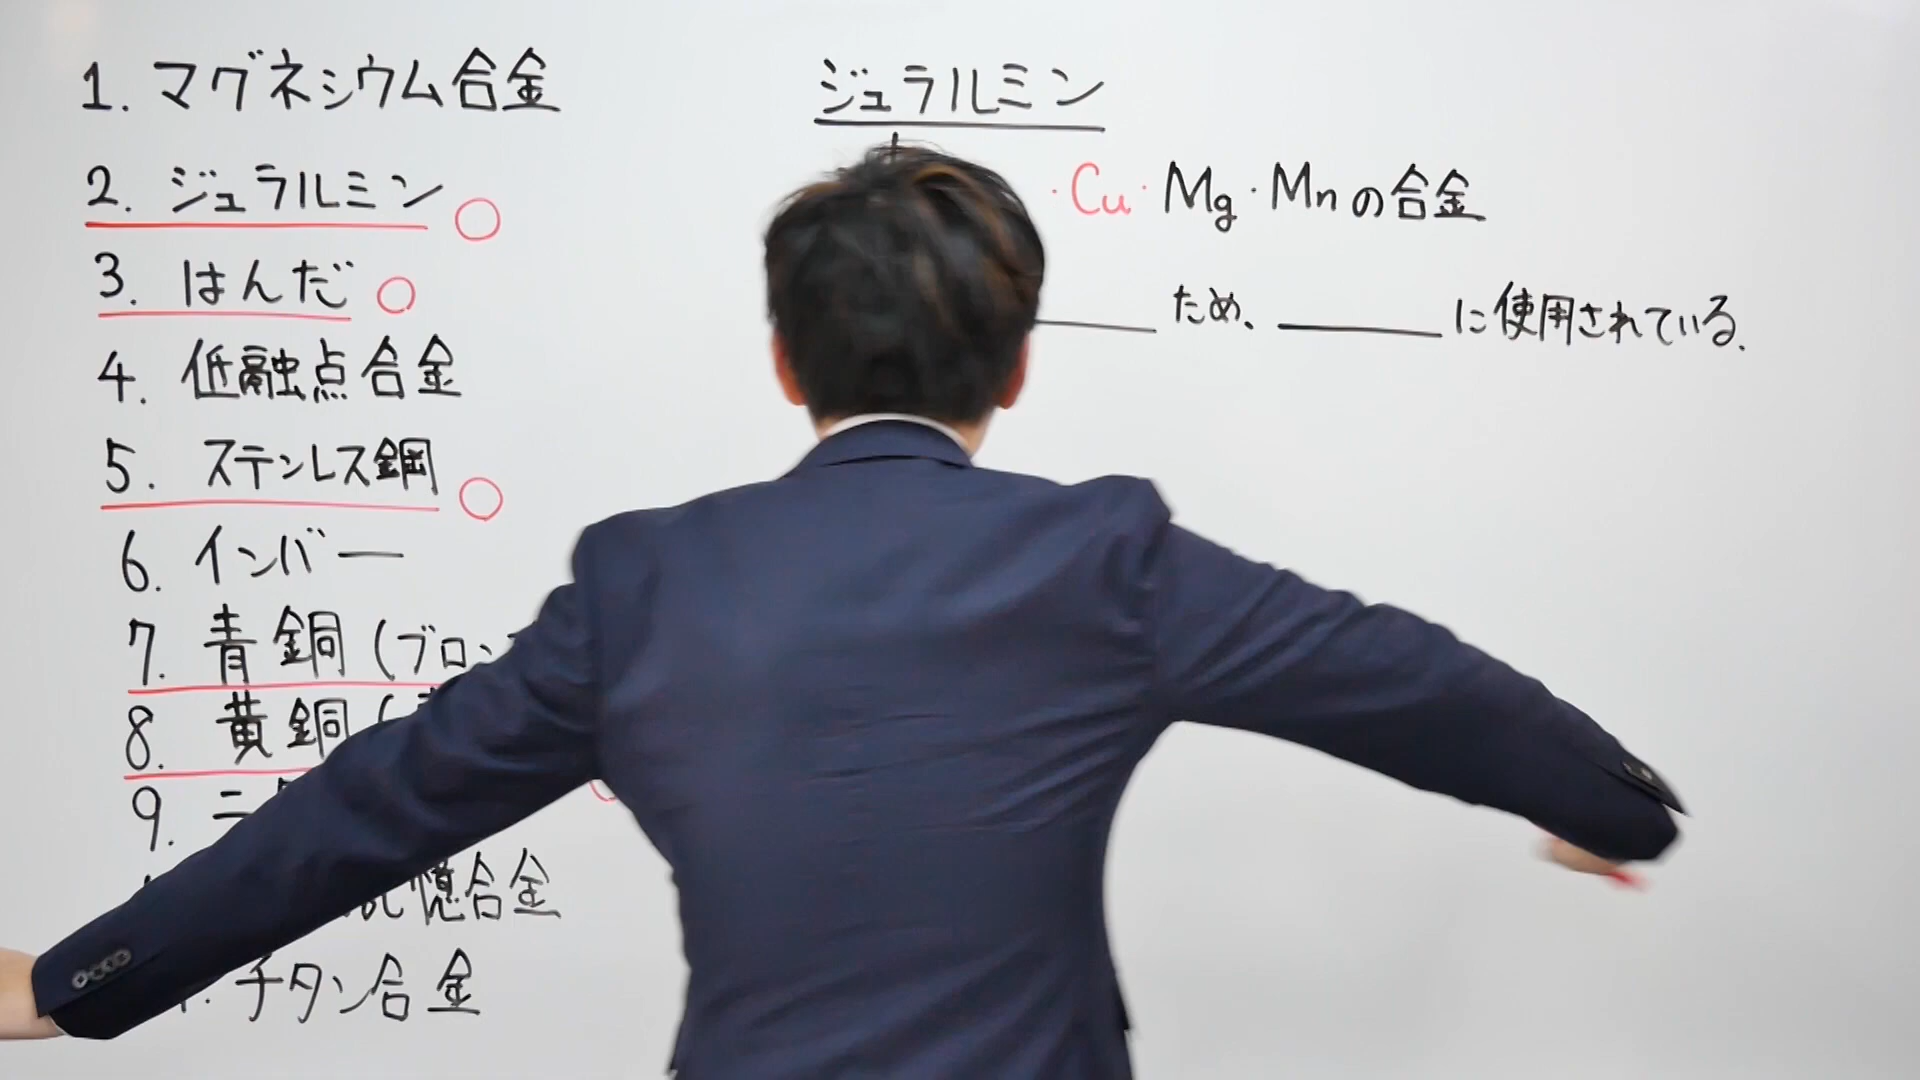 1. マグネシウム合金
2. ジュラルミン
3. はんだ
4. 低融点合金
5. ステンレス鋼
6. インバー
7. 青銅(ブロン
8. 黄銅(
9. ニ
憶合金
チタン合金
ジュラルミン
・Cu・Mg・Mnの合金
ため、 に使用されている.